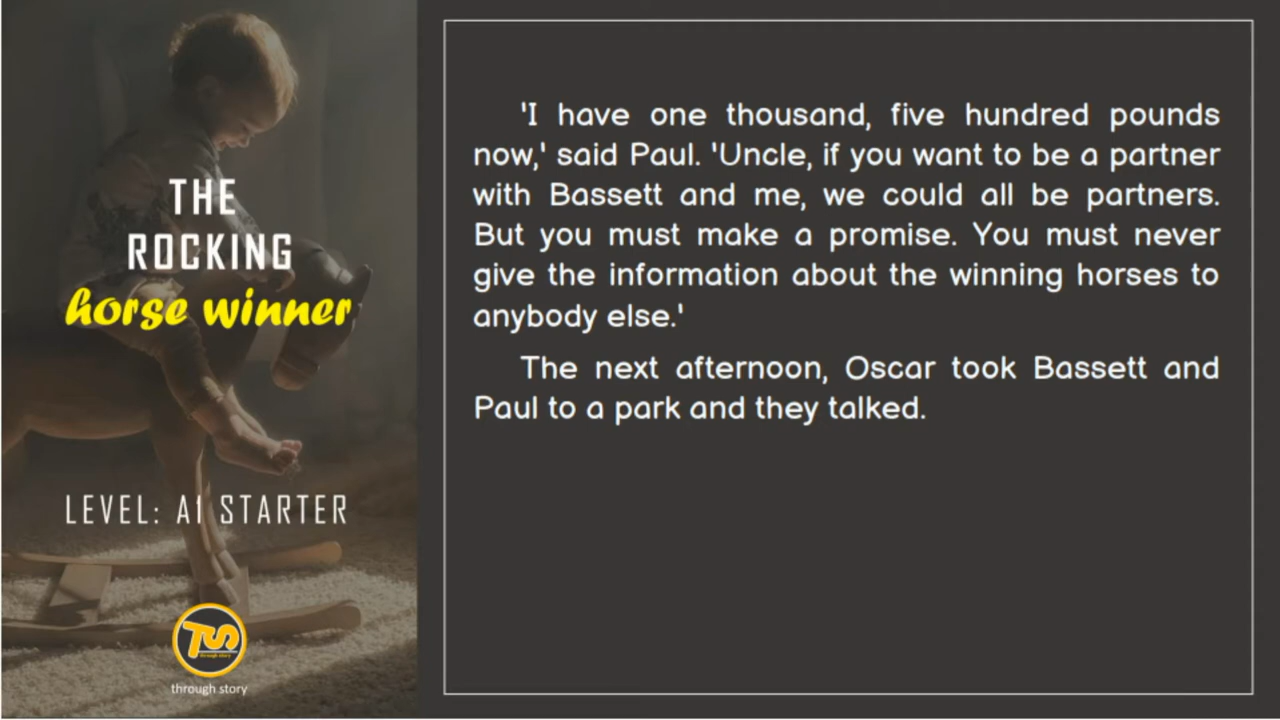 THE
ROCKING
horse winner
LEVEL: A1 STARTER
TS
through story
through story
'I have one thousand, five hundred pounds
now,' said Paul. 'Uncle, if you want to be a partner
with Bassett and me, we could all be partners.
But you must make a promise. You must never
give the information about the winning horses to
anybody else.'
The next afternoon, Oscar took Bassett and
Paul to a park and they talked.